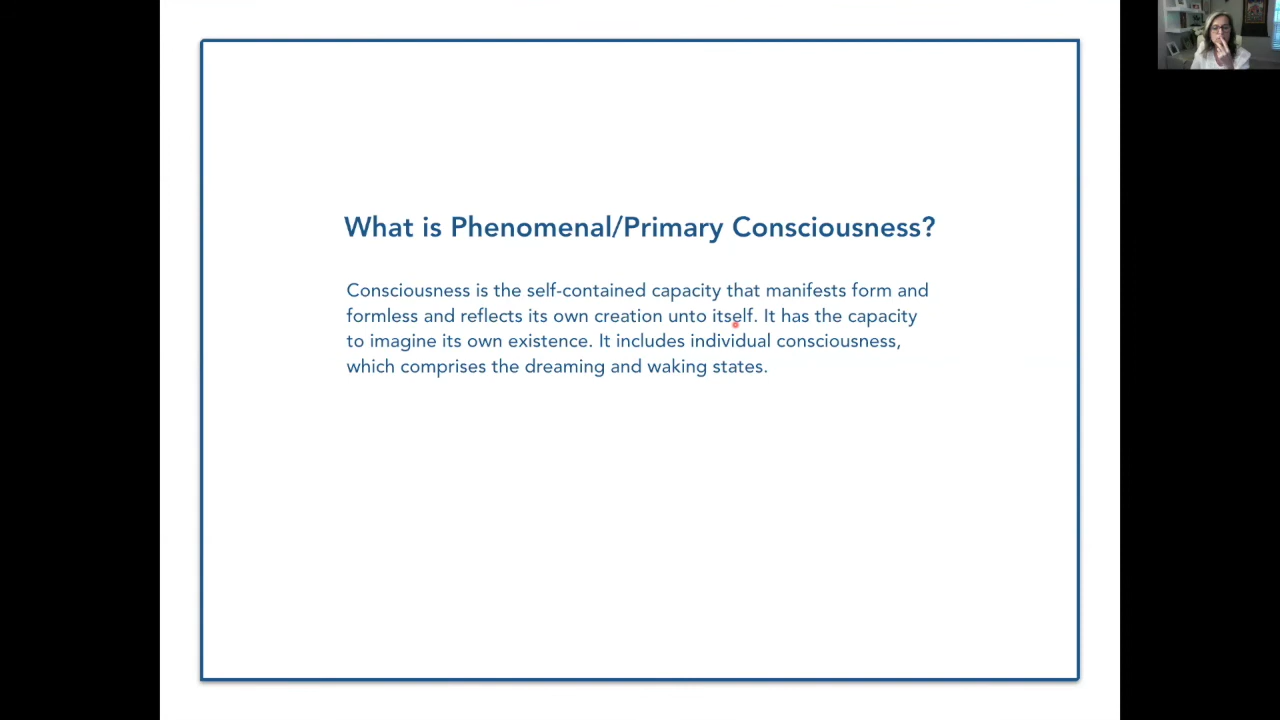 What is Phenomenal/Primary Consciousness?
Consciousness is the self-contained capacity that manifests form and
formless and reflects its own creation unto itself. It has the capacity
to imagine its own existence. It includes individual consciousness,
which comprises the dreaming and waking states.